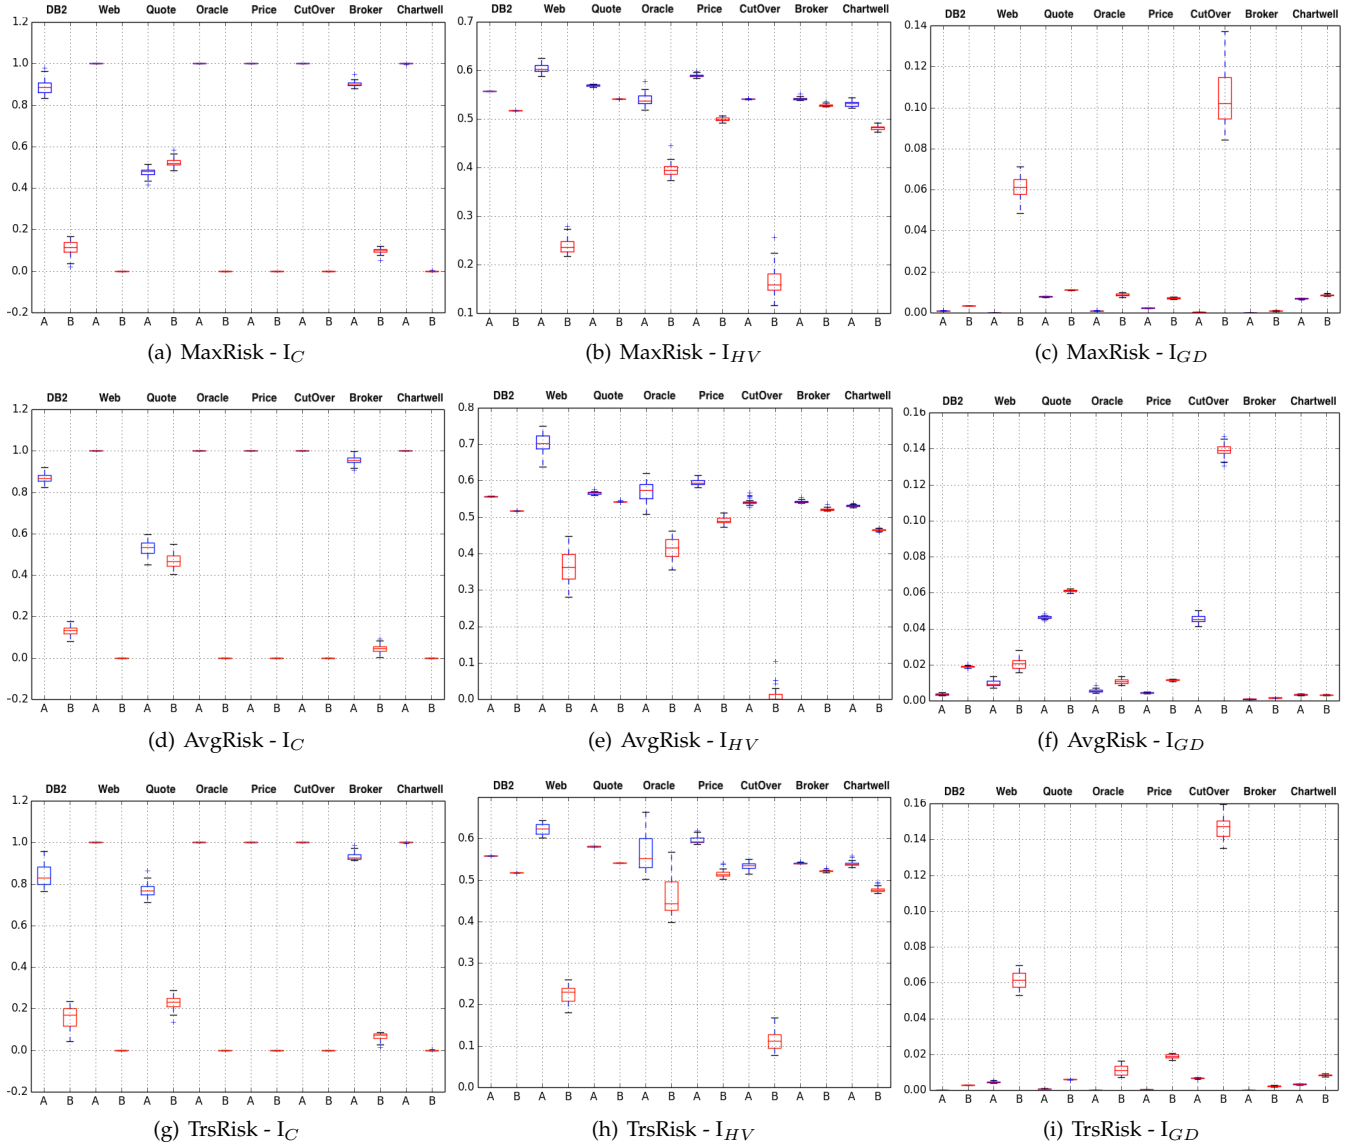 DB2 Web Quote Oracle Price CutOver Broker Chartwell
1.2
1.0
0.8
0.6
0.4
0.2
0.0
-0.2
A B A B A B A B A B A B A B A B
(a) MaxRisk - I_C
DB2 Web Quote Oracle Price CutOver Broker Chartwell
0.7
0.6
0.5
0.4
0.3
0.2
0.1
A B A B A B A B A B A B A B A B
(b) MaxRisk - I_HV
DB2 Web Quote Oracle Price CutOver Broker Chartwell
0.14
0.12
0.10
0.08
0.06
0.04
0.02
0.00
A B A B A B A B A B A B A B A B
(c) MaxRisk - I_GD
DB2 Web Quote Oracle Price CutOver Broker Chartwell
1.2
1.0
0.8
0.6
0.4
0.2
0.0
-0.2
A B A B A B A B A B A B A B A B
(d) AvgRisk - I_C
DB2 Web Quote Oracle Price CutOver Broker Chartwell
0.8
0.7
0.6
0.5
0.4
0.3
0.2
0.1
0.0
A B A B A B A B A B A B A B A B
(e) AvgRisk - I_HV
DB2 Web Quote Oracle Price CutOver Broker Chartwell
0.16
0.14
0.12
0.10
0.08
0.06
0.04
0.02
0.00
A B A B A B A B A B A B A B A B
(f) AvgRisk - I_GD
DB2 Web Quote Oracle Price CutOver Broker Chartwell
1.2
1.0
0.8
0.6
0.4
0.2
0.0
-0.2
A B A B A B A B A B A B A B A B
(g) TrsRisk - I_C
DB2 Web Quote Oracle Price CutOver Broker Chartwell
0.6
0.5
0.4
0.3
0.2
0.1
0.0
A B A B A B A B A B A B A B A B
(h) TrsRisk - I_HV
DB2 Web Quote Oracle Price CutOver Broker Chartwell
0.16
0.14
0.12
0.10
0.08
0.06
0.04
0.02
0.00
A B A B A B A B A B A B A B A B
(i) TrsRisk - I_GD